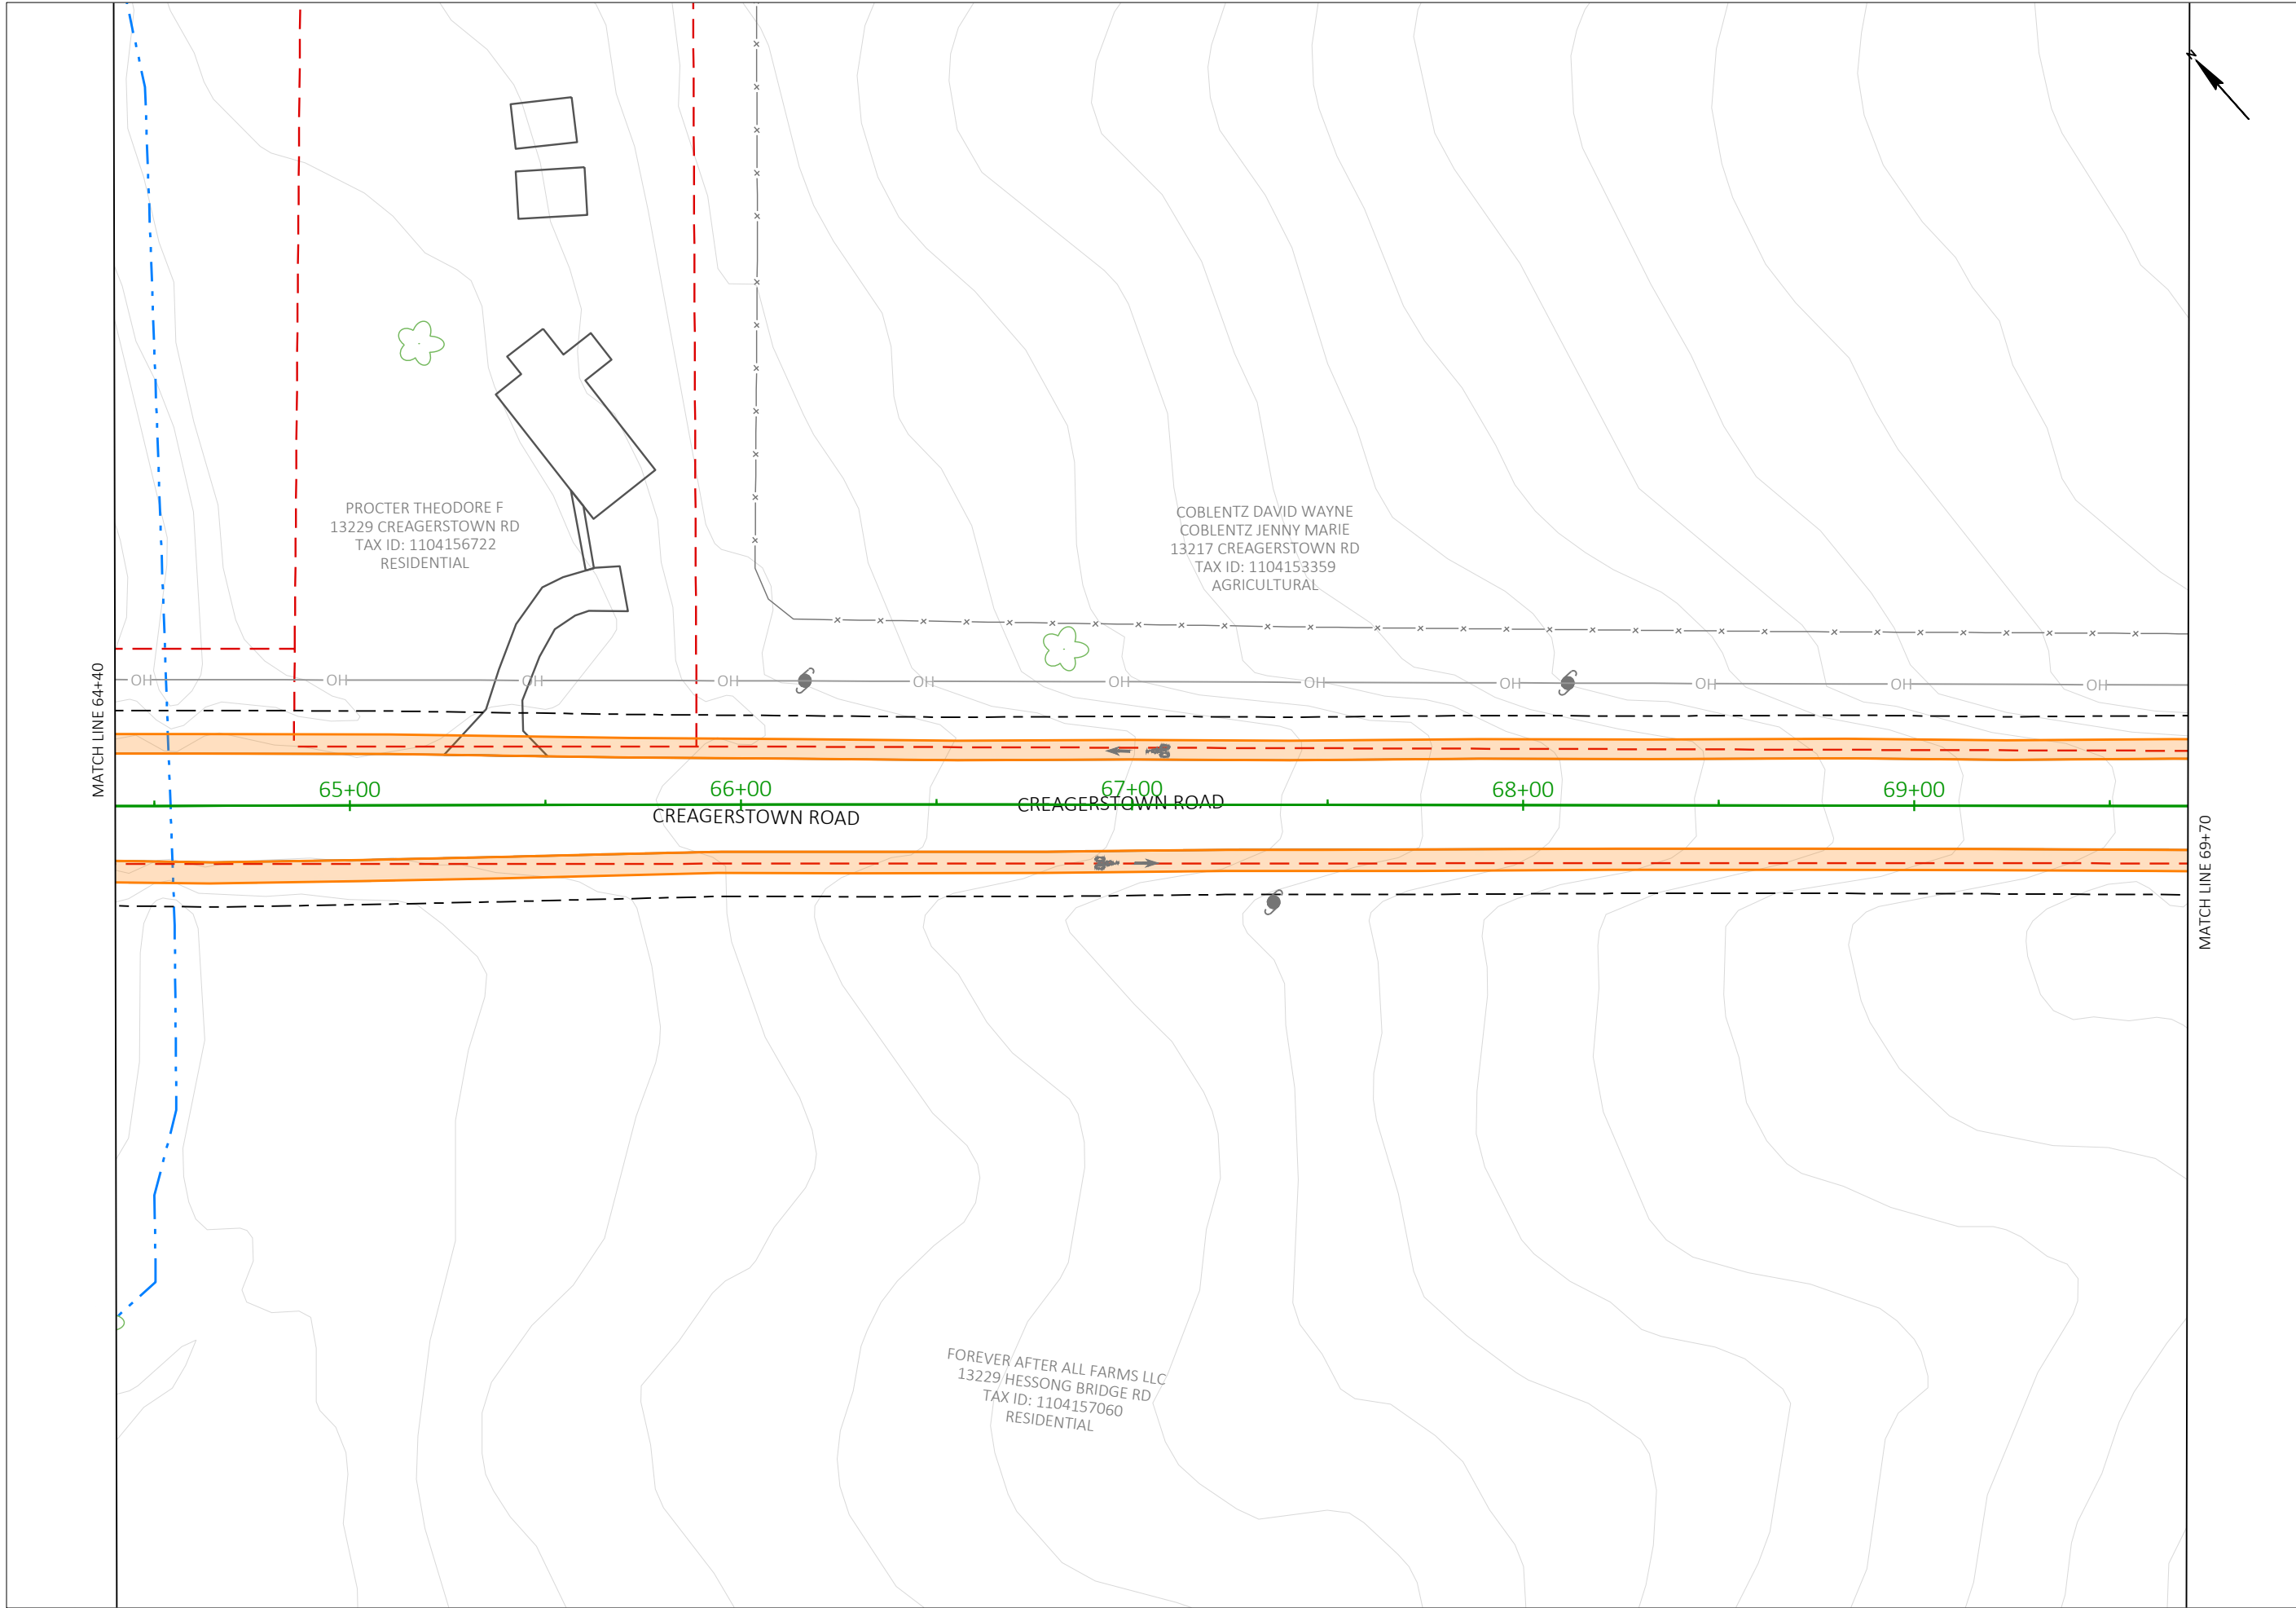 N
PROCTER THEODORE F
13229 CREAGERSTOWN RD
TAX ID: 1104156722
RESIDENTIAL
COBLENTZ DAVID WAYNE
COBLENTZ JENNY MARIE
13217 CREAGERSTOWN RD
TAX ID: 1104153359
AGRICULTURAL
MATCH LINE 64+40
OH OH OH OH OH OH OH OH OH OH OH
65+00 66+00 67+00 68+00 69+00
CREAGERSTOWN ROAD
CREAGERSTOWN ROAD
MATCH LINE 69+70
FOREVER AFTER ALL FARMS LLC
13229 HESSONG BRIDGE RD
TAX ID: 1104157060
RESIDENTIAL